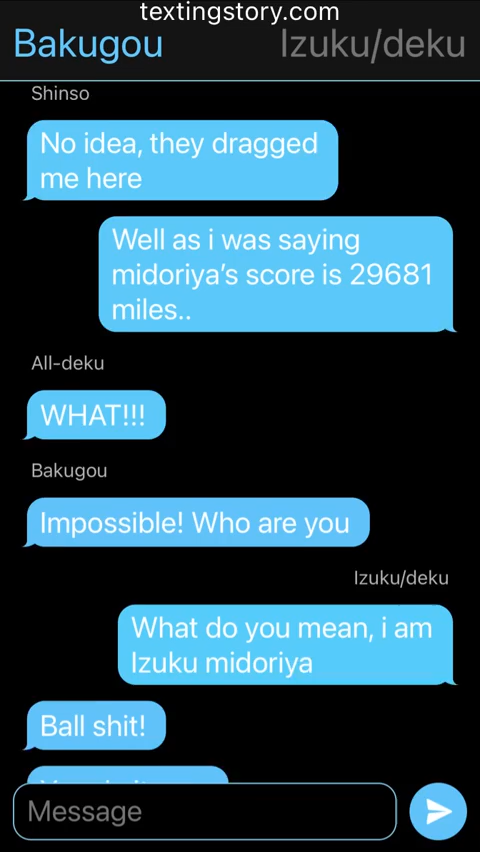 textingstory.com
Bakugou Izuku/deku
Shinso
No idea, they dragged
me here
Well as i was saying
midoriya's score is 29681
miles..
All-deku
WHAT!!!
Bakugou
Impossible! Who are you
Izuku/deku
What do you mean, i am
Izuku midoriya
Ball shit!
Message